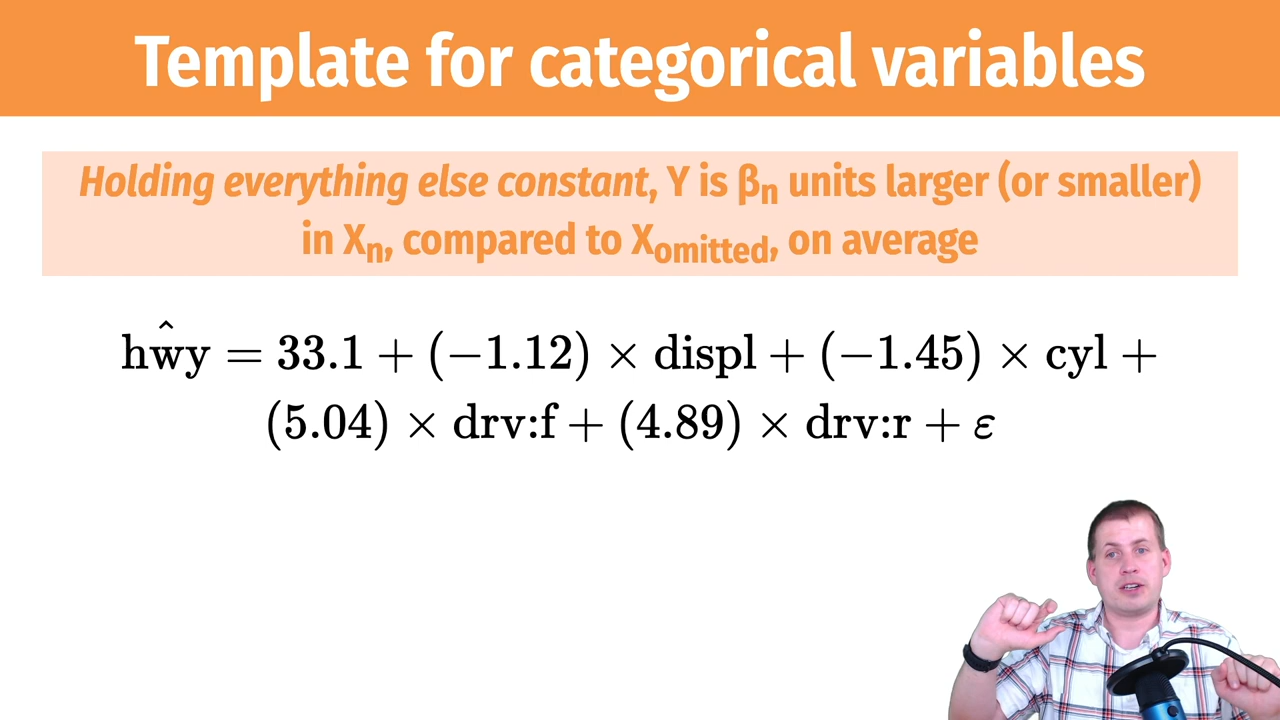 Template for categorical variables
Holding everything else constant, Y is βn units larger (or smaller)
in Xn, compared to Xomitted, on average
hŵy = 33.1 + (−1.12) × displ + (−1.45) × cyl +
(5.04) × drv:f + (4.89) × drv:r + ε